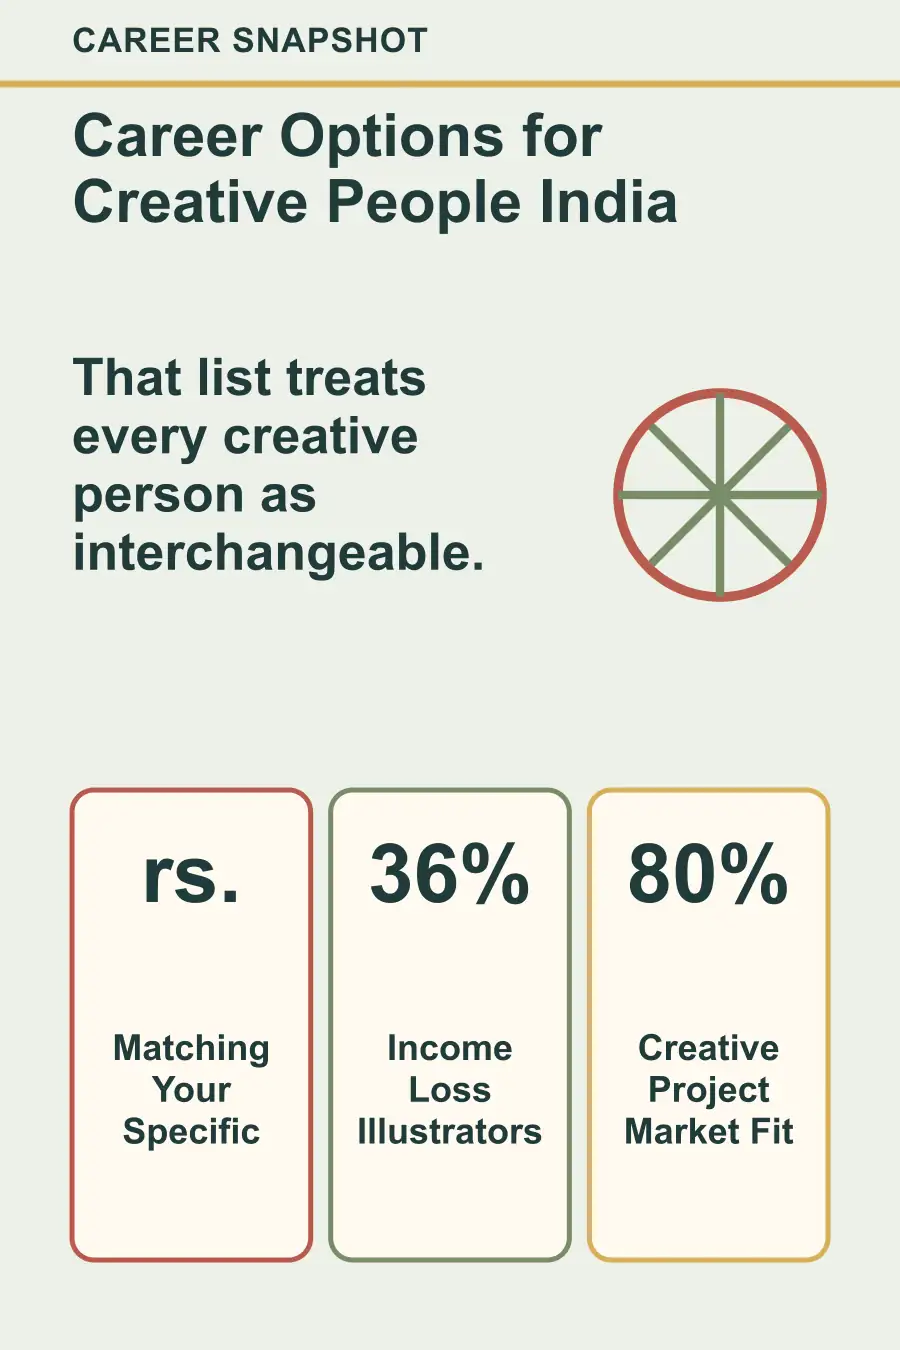 CAREER SNAPSHOT
Career Options for
Creative People India
That list treats
every creative
person as
interchangeable.
rs.
Matching
Your
Specific
36%
Income
Loss
Illustrators
80%
Creative
Project
Market Fit